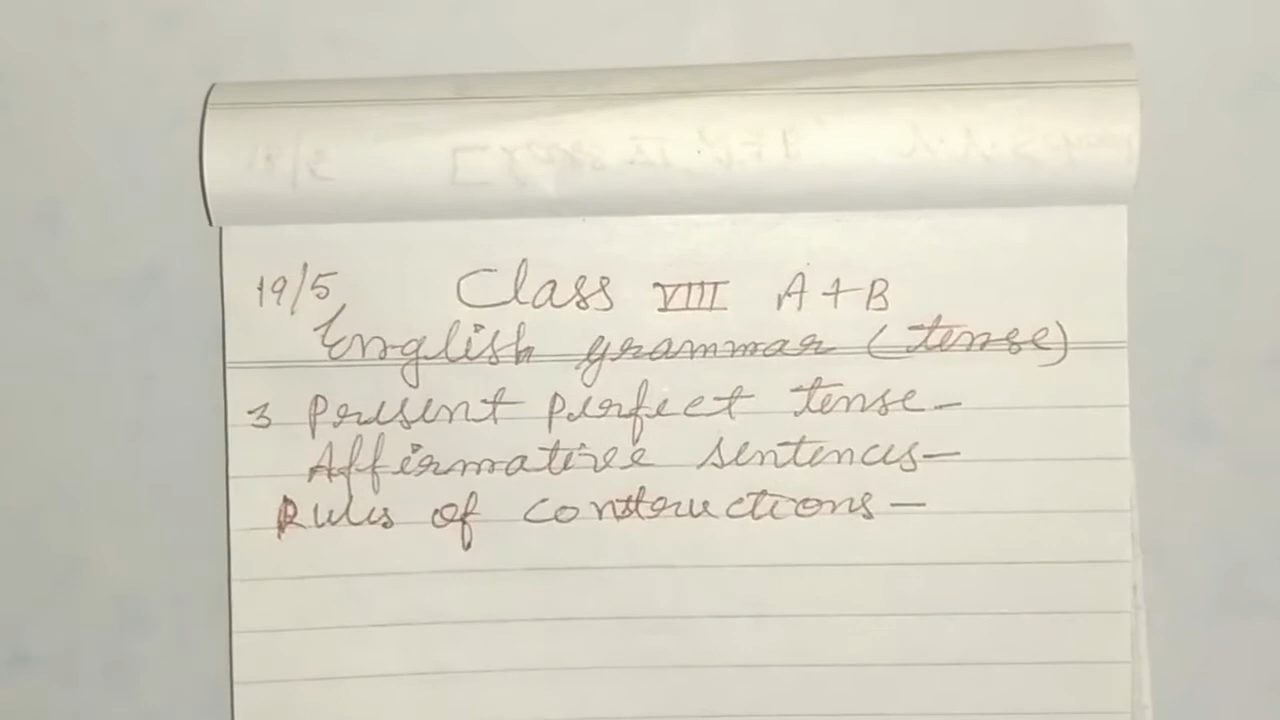 19/5, Class VIII A+B
English grammar (tense)
3 Present perfect tense-
Affirmative sentences-
Rules of constructions-